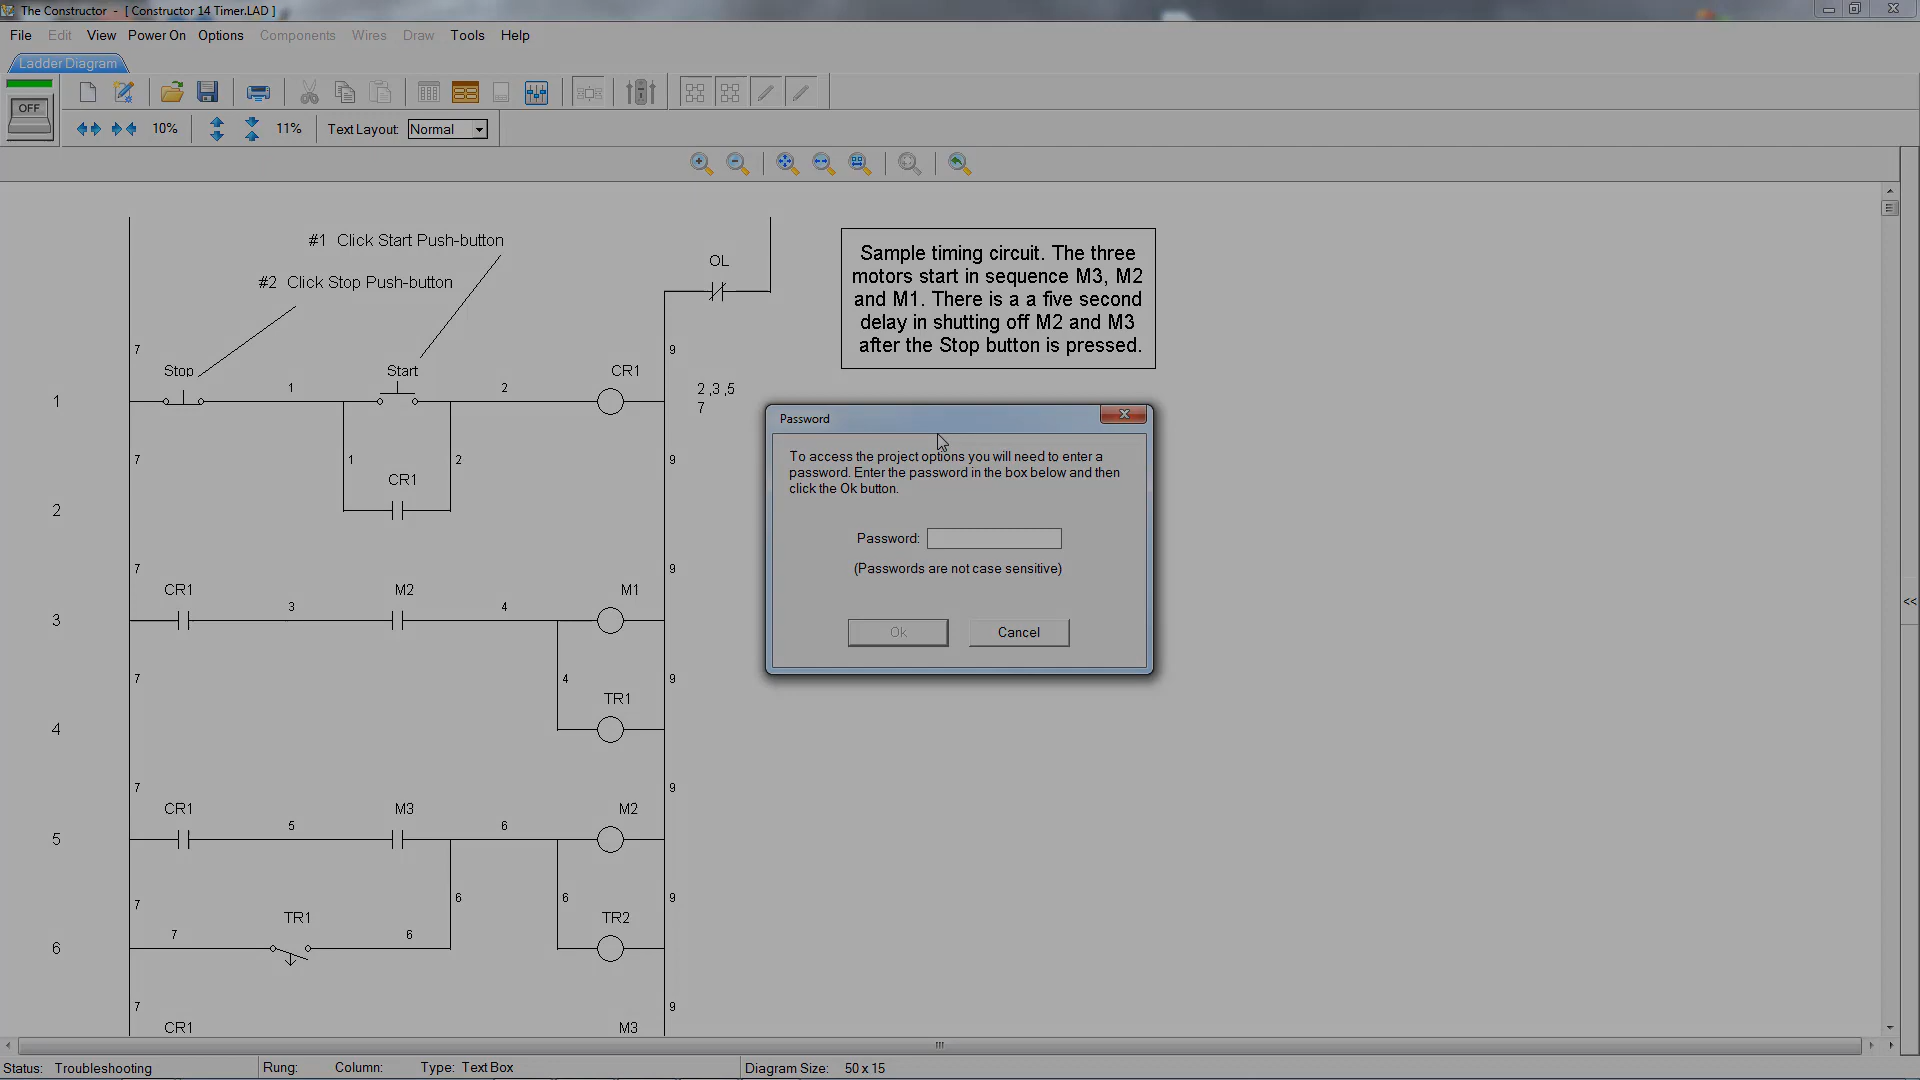 The Constructor - [ Constructor 14 Timer.LAD ]
File Edit View Power On Options Components Wires Draw Tools Help
Ladder Diagram
OFF
10% 11% Text Layout: Normal
#1 Click Start Push-button
#2 Click Stop Push-button
OL
Sample timing circuit. The three
motors start in sequence M3, M2
and M1. There is a a five second
delay in shutting off M2 and M3
after the Stop button is pressed.
7 9
Stop Start CR1
1 2 2 ,3 ,5
1 7
7 1 2 9
CR1
2
7 9
CR1 M2 M1
3 4
3
7 4 9
TR1
4
7 9
CR1 M3 M2
5 6
5
7 6 6 9
TR1 TR2
7 6
6
7 9
CR1 M3
Password
To access the project options you will need to enter a
password. Enter the password in the box below and then
click the Ok button.
Password:
(Passwords are not case sensitive)
Ok Cancel
<<
Status: Troubleshooting Rung: Column: Type: Text Box Diagram Size: 50 x 15